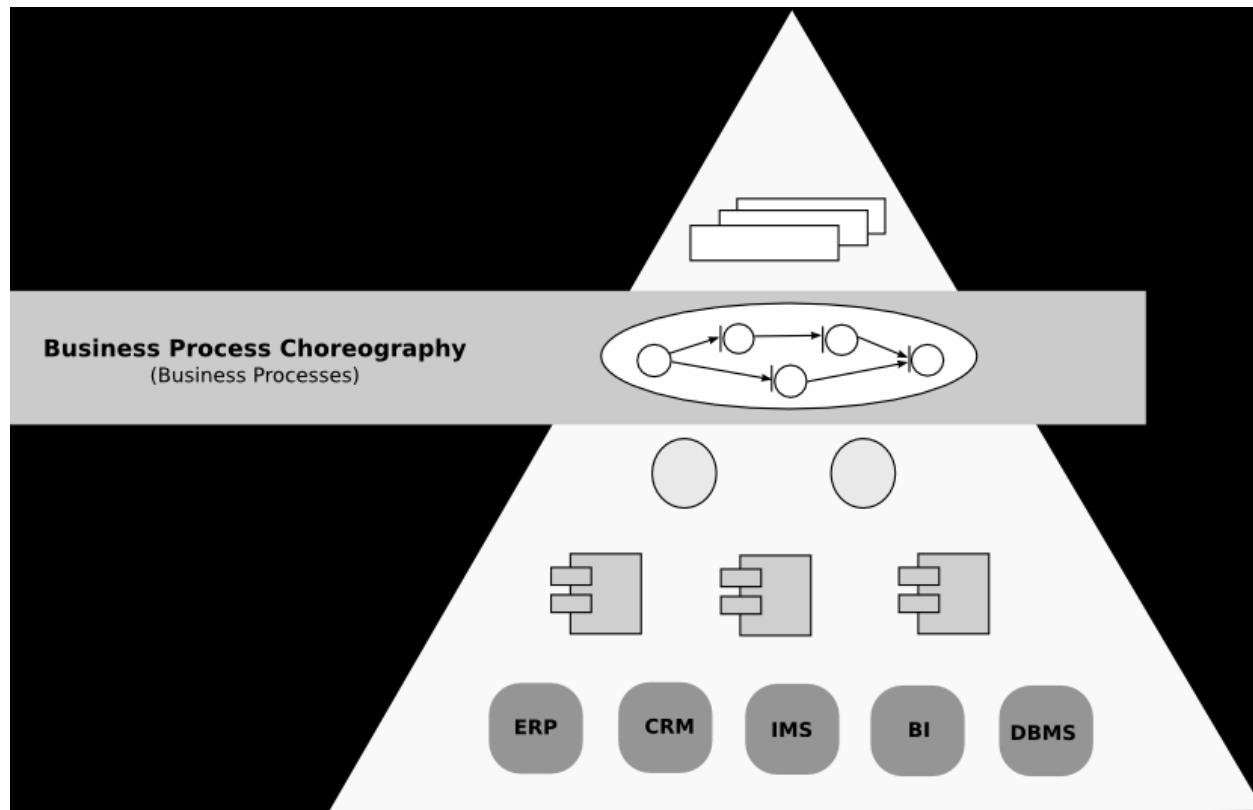 Business Process Choreography
(Business Processes)
ERP
CRM
IMS
BI
DBMS